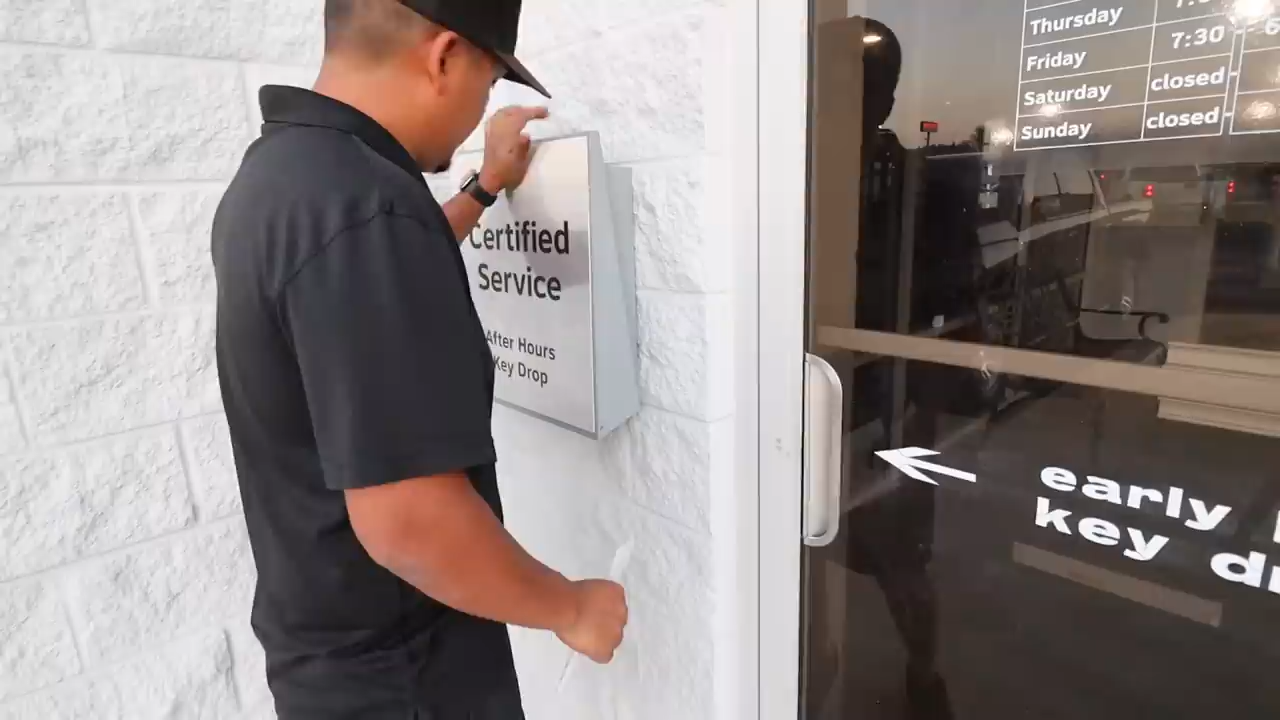 Certified
Service
After Hours
Key Drop
Thursday
Friday 7:30 -
Saturday closed -
Sunday closed -
early
key